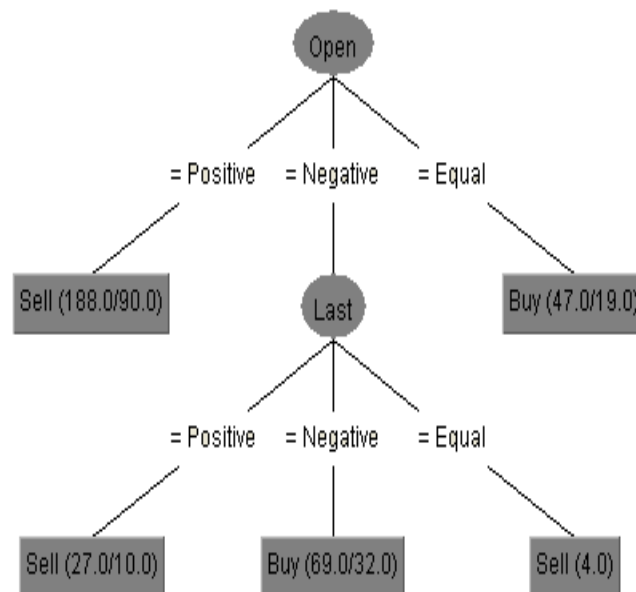 Open
= Positive
= Negative
= Equal
Sell (188.0/90.0)
Last
Buy (47.0/19.0)
= Positive
= Negative
= Equal
Sell (27.0/10.0)
Buy (69.0/32.0)
Sell (4.0)